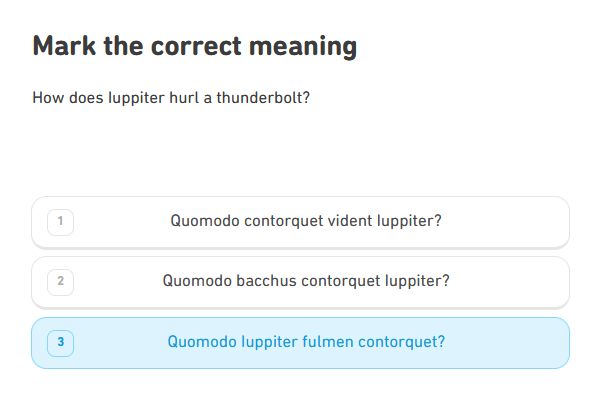 Mark the correct meaning
How does Iuppiter hurl a thunderbolt?
1 Quomodo contorquet vident Iuppiter?
2 Quomodo bacchus contorquet Iuppiter?
3 Quomodo Iuppiter fulmen contorquet?